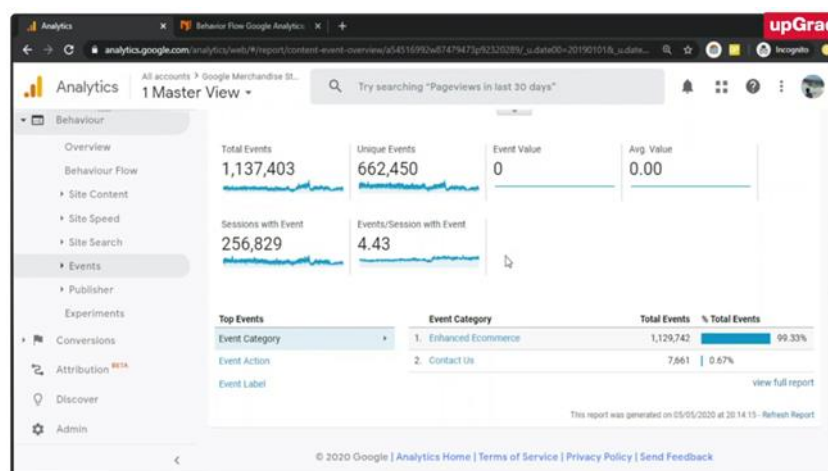 Analytics
Behavior Flow Google Analytics
upGrad
analytics.google.com/analytics/web/#/report/content-event-overview/a54516992w87479473p92320289/_u.date00=20190101&_u.date...
Incognito
Analytics
All accounts > Google Merchandise St...
1 Master View
Try searching "Pageviews in last 30 days"
Behaviour
Overview
Behaviour Flow
Site Content
Site Speed
Site Search
Events
Publisher
Experiments
Conversions
Attribution BETA
Discover
Admin
Total Events
1,137,403
Unique Events
662,450
Event Value
0
Avg. Value
0.00
Sessions with Event
256,829
Events/Session with Event
4.43
Top Events
Event Category
Event Action
Event Label
Event Category Total Events % Total Events
1. Enhanced Ecommerce 1,129,742 99.33%
2. Contact Us 7,661 0.67%
view full report
This report was generated on 05/05/2020 at 20:14:15 - Refresh Report
© 2020 Google | Analytics Home | Terms of Service | Privacy Policy | Send Feedback